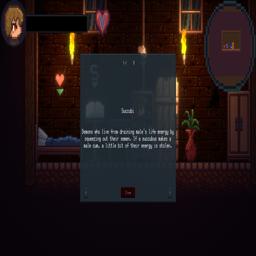 Succubi
Demons who live from draining male's life energy by
squeezing out their semen. If a succubus makes a
male cum, a little bit of their energy is stolen.